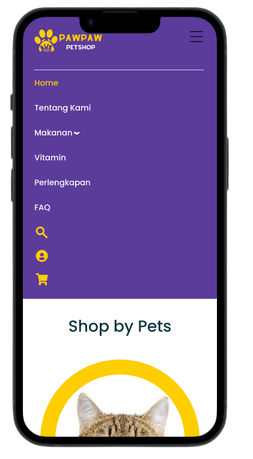 PAWPAW
PETSHOP
Home
Tentang Kami
Makanan
Vitamin
Perlengkapan
FAQ
Shop by Pets